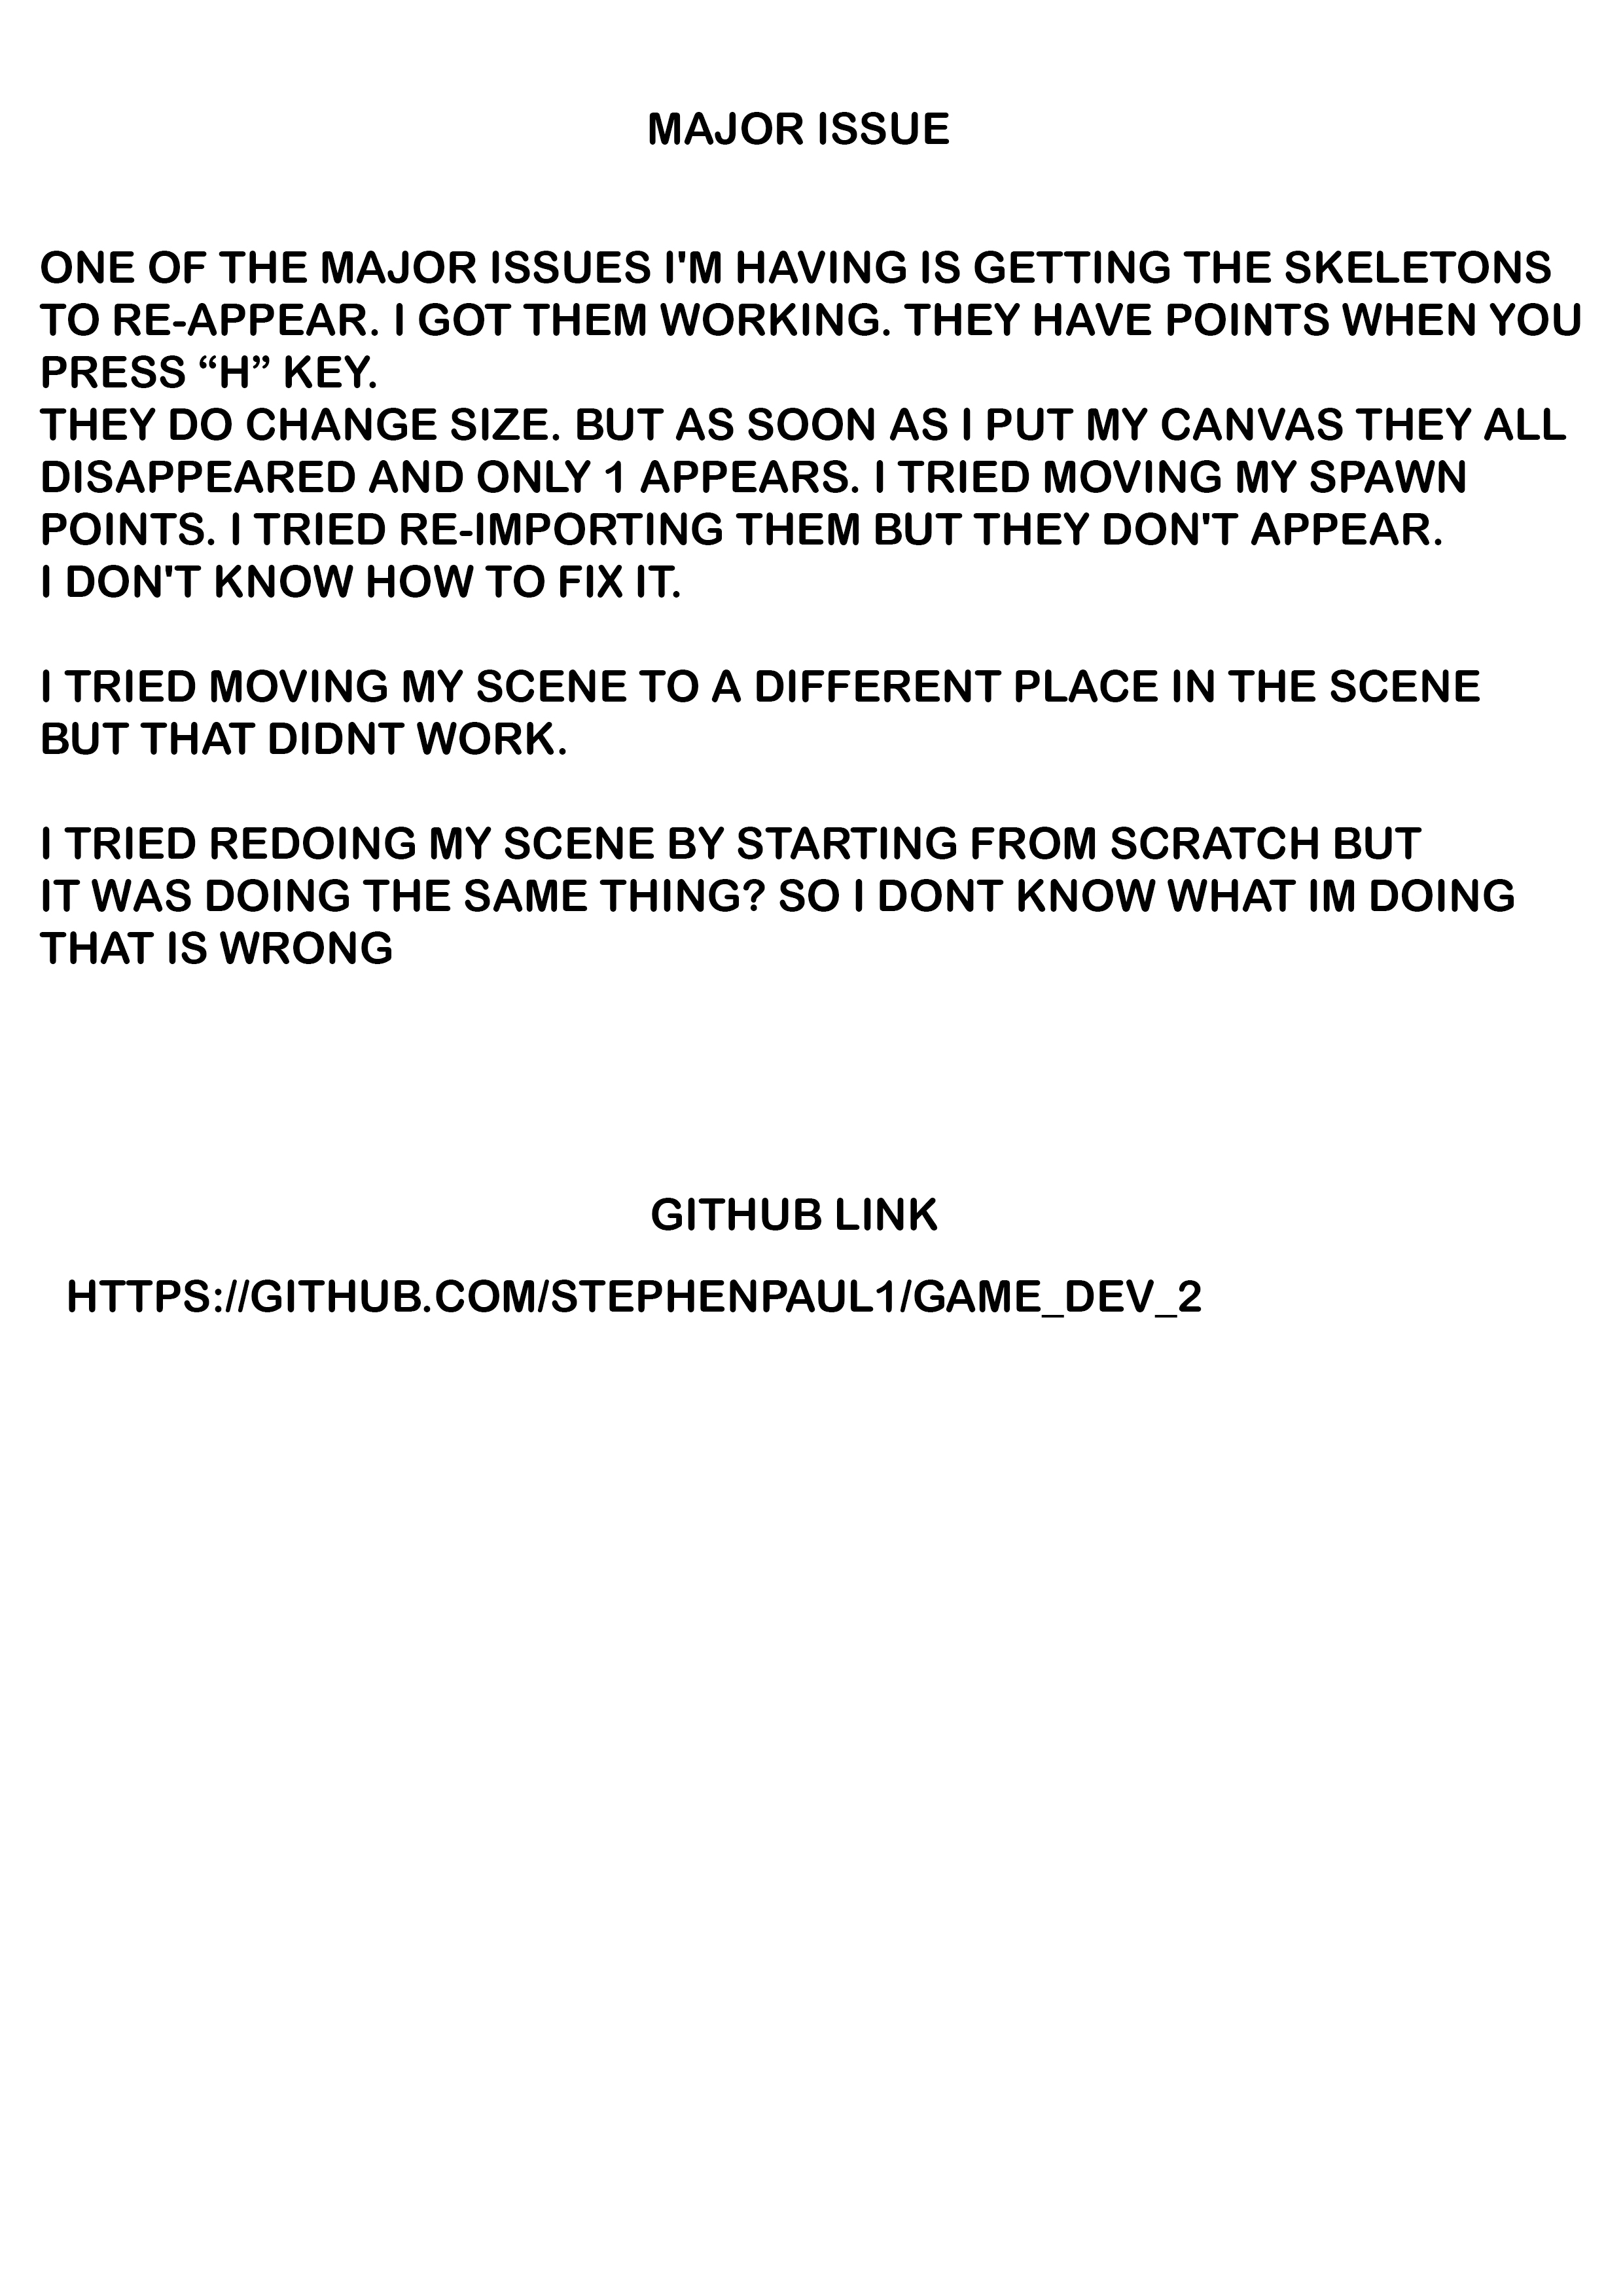 MAJOR ISSUE
ONE OF THE MAJOR ISSUES I'M HAVING IS GETTING THE SKELETONS
TO RE-APPEAR. I GOT THEM WORKING. THEY HAVE POINTS WHEN YOU
PRESS “H” KEY.
THEY DO CHANGE SIZE. BUT AS SOON AS I PUT MY CANVAS THEY ALL
DISAPPEARED AND ONLY 1 APPEARS. I TRIED MOVING MY SPAWN
POINTS. I TRIED RE-IMPORTING THEM BUT THEY DON'T APPEAR.
I DON'T KNOW HOW TO FIX IT.
I TRIED MOVING MY SCENE TO A DIFFERENT PLACE IN THE SCENE
BUT THAT DIDNT WORK.
I TRIED REDOING MY SCENE BY STARTING FROM SCRATCH BUT
IT WAS DOING THE SAME THING? SO I DONT KNOW WHAT IM DOING
THAT IS WRONG
GITHUB LINK
HTTPS://GITHUB.COM/STEPHENPAUL1/GAME_DEV_2